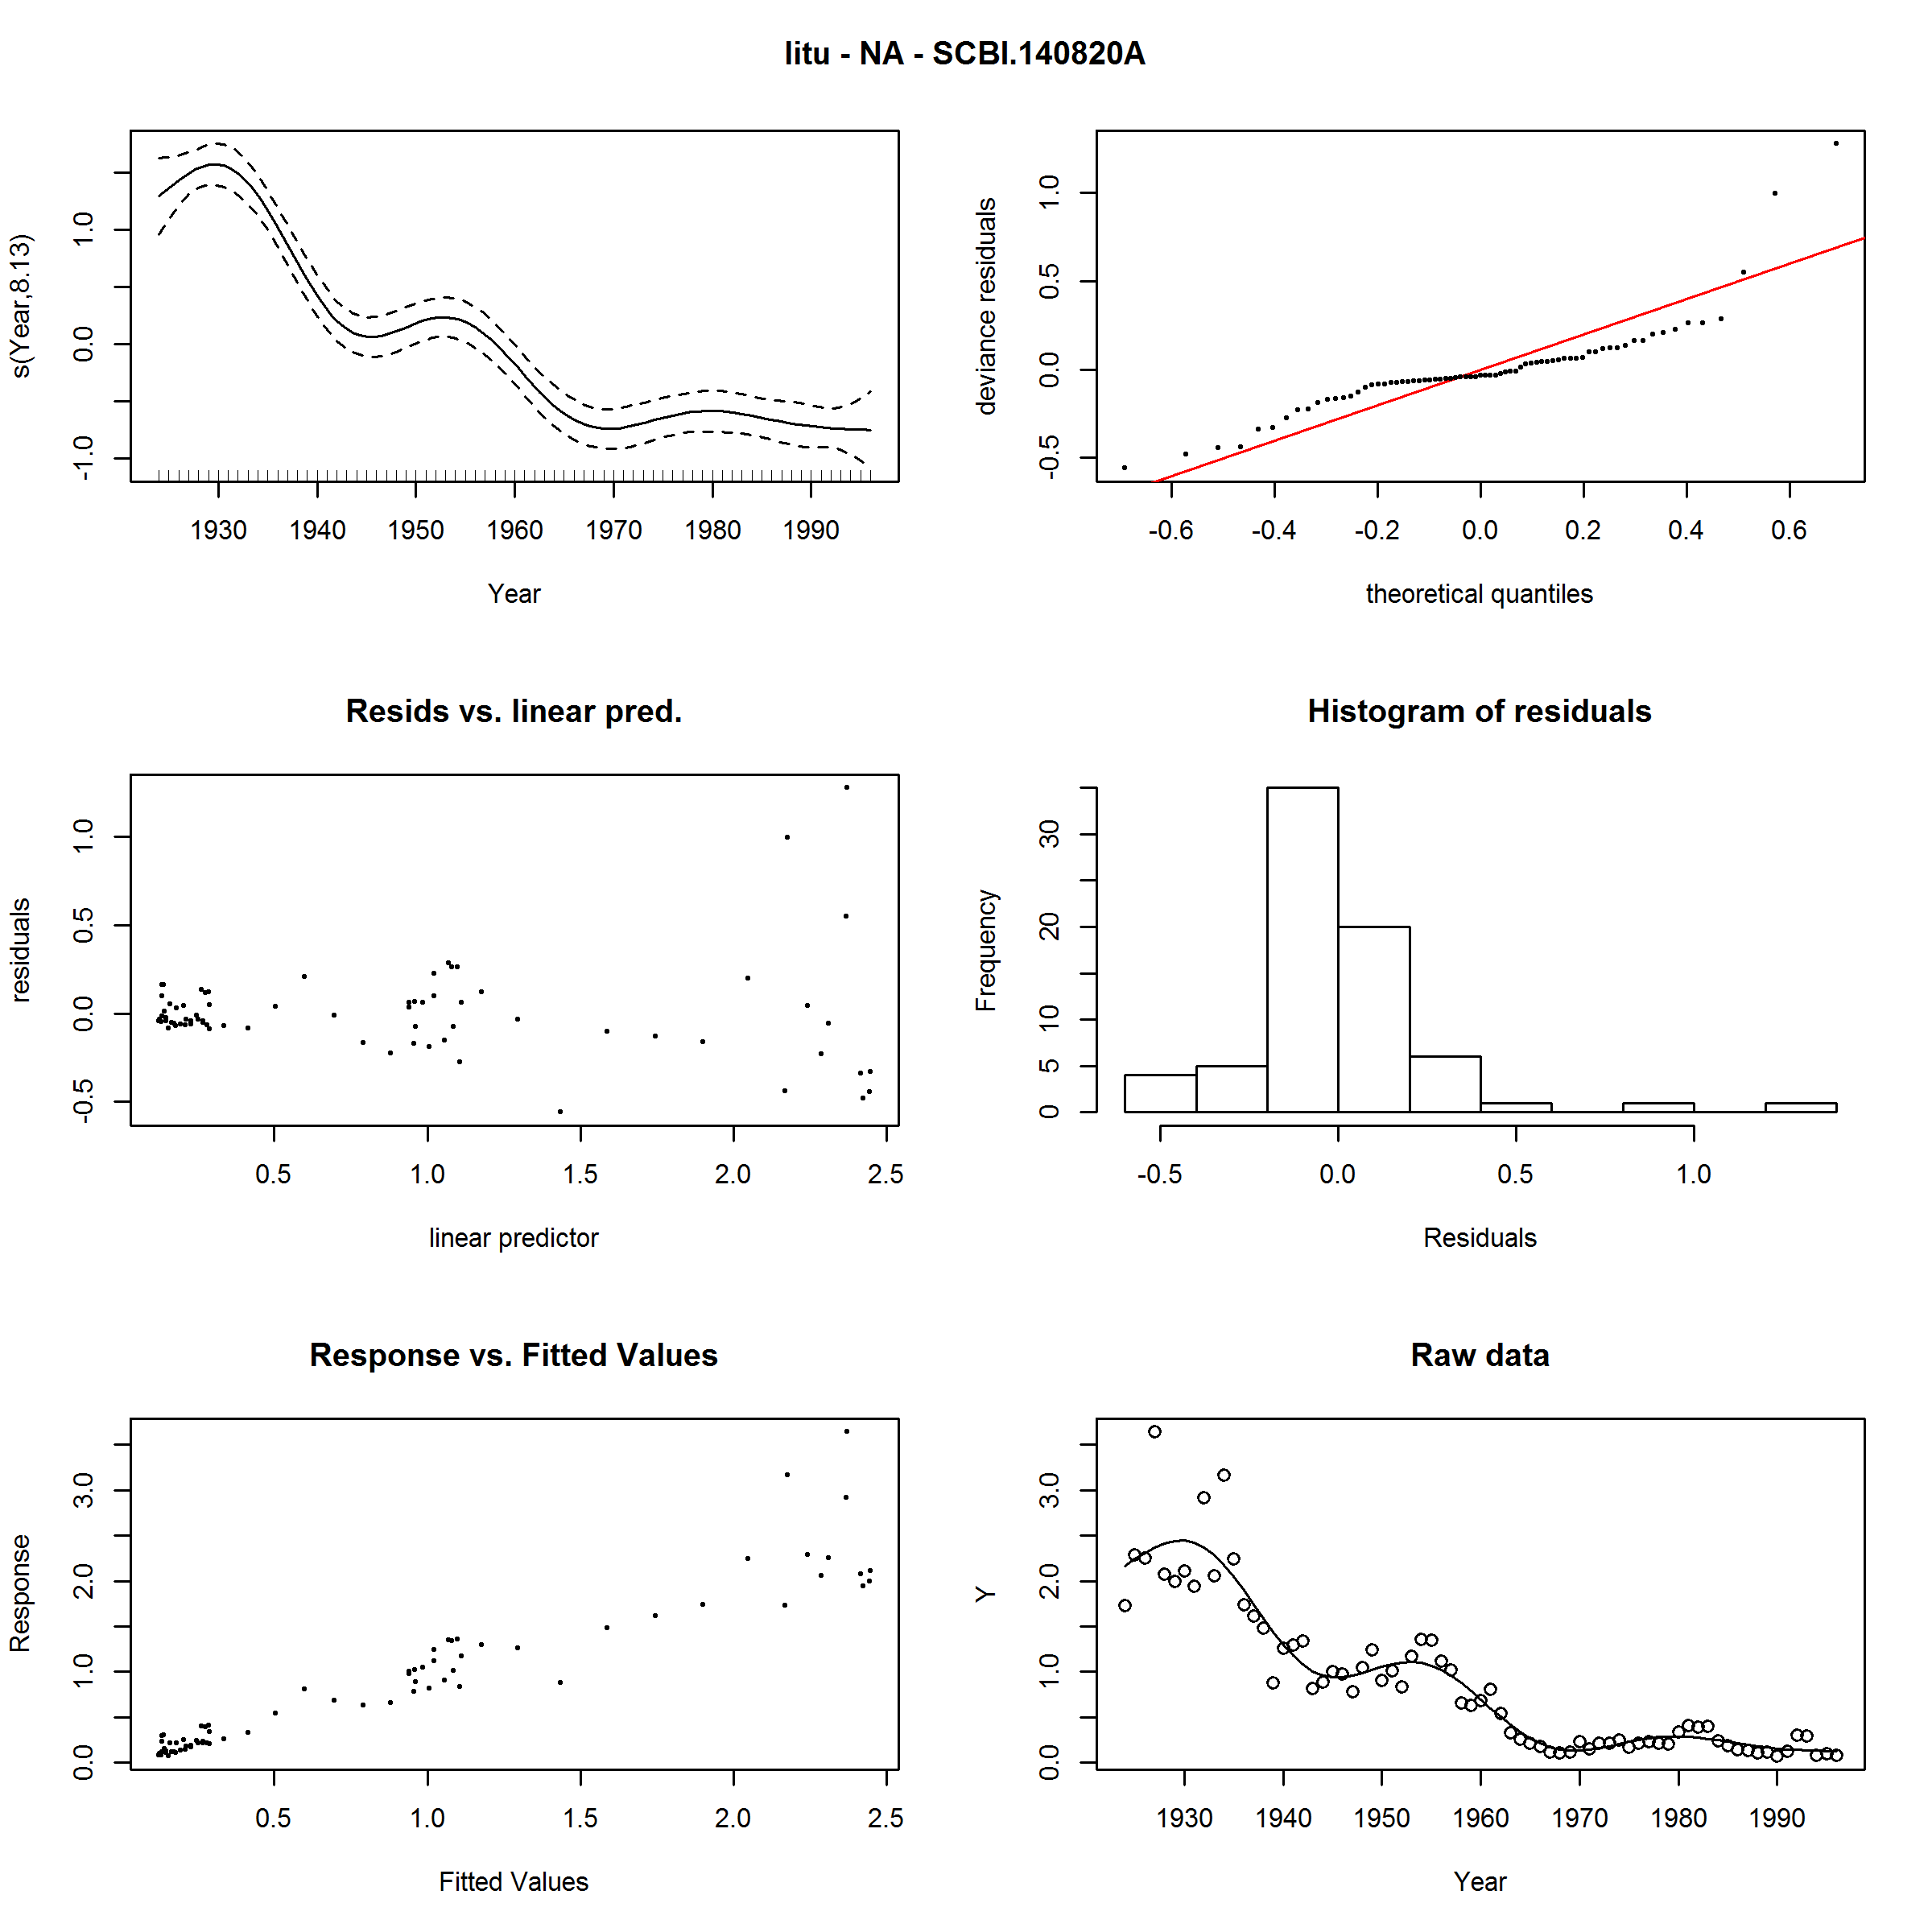 litu - NA - SCBI.140820A
s(Year,8.13)
-1.0 0.0 1.0
1930 1940 1950 1960 1970 1980 1990
Year
deviance residuals
-0.5 0.0 0.5 1.0
-0.6 -0.4 -0.2 0.0 0.2 0.4 0.6
theoretical quantiles
Resids vs. linear pred.
residuals
-0.5 0.0 0.5 1.0
0.5 1.0 1.5 2.0 2.5
linear predictor
Histogram of residuals
Frequency
0 5 10 20 30
-0.5 0.0 0.5 1.0
Residuals
Response vs. Fitted Values
Response
0.0 1.0 2.0 3.0
0.5 1.0 1.5 2.0 2.5
Fitted Values
Raw data
Y
0.0 1.0 2.0 3.0
1930 1940 1950 1960 1970 1980 1990
Year